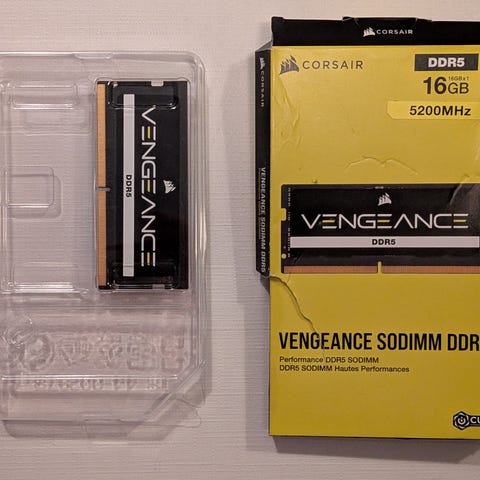 VENGEANCE
DDR5
CORSAIR
CORSAIR
DDR5
16GB
16GBx1
5200MHz
VENGEANCE SODIMM DDR5
VENGEANCE
DDR5
VENGEANCE SODIMM DDR
Performance DDR5 SODIMM
DDR5 SODIMM Hautes Performances
CU